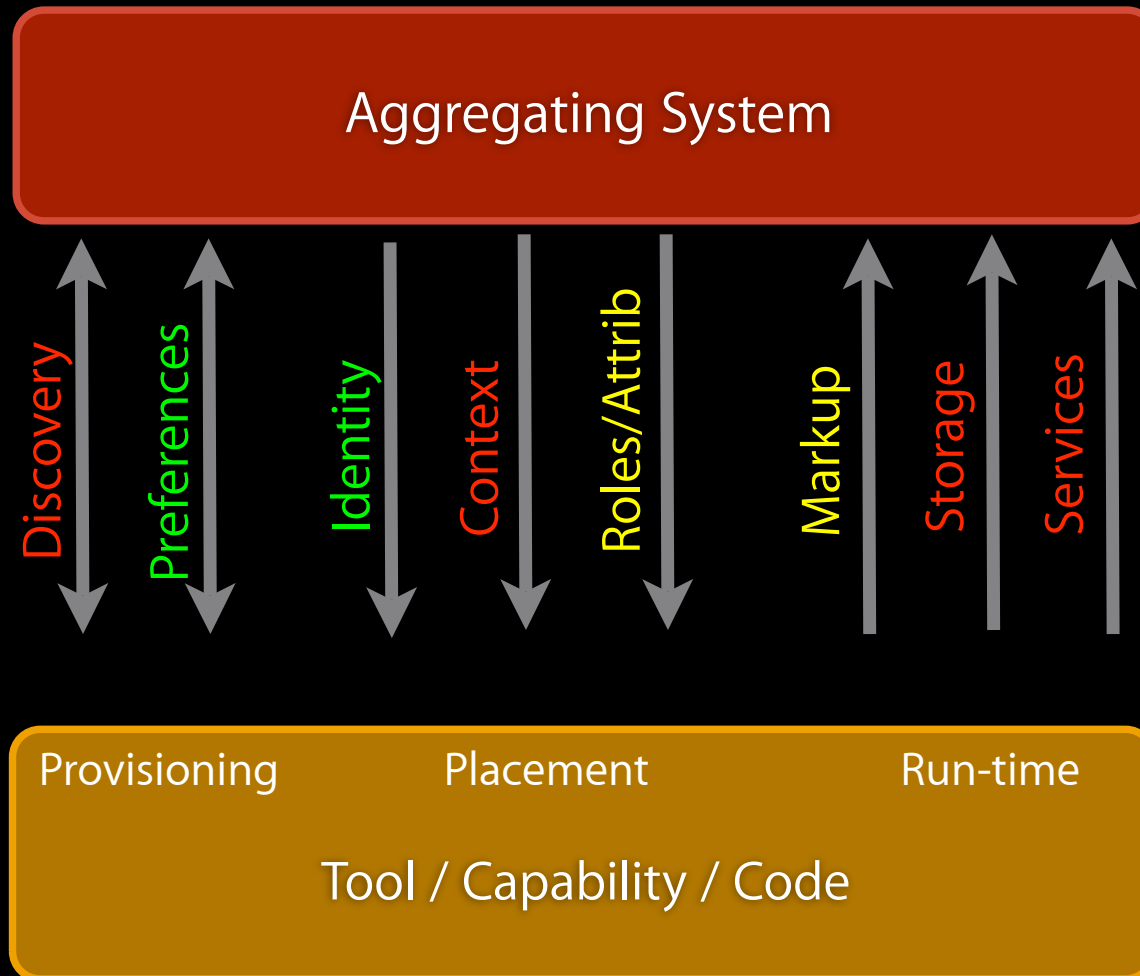 Aggregating System
Discovery
Preferences
Identity
Context
Roles/Attrib
Markup
Storage
Services
Provisioning
Placement
Run-time
Tool / Capability / Code